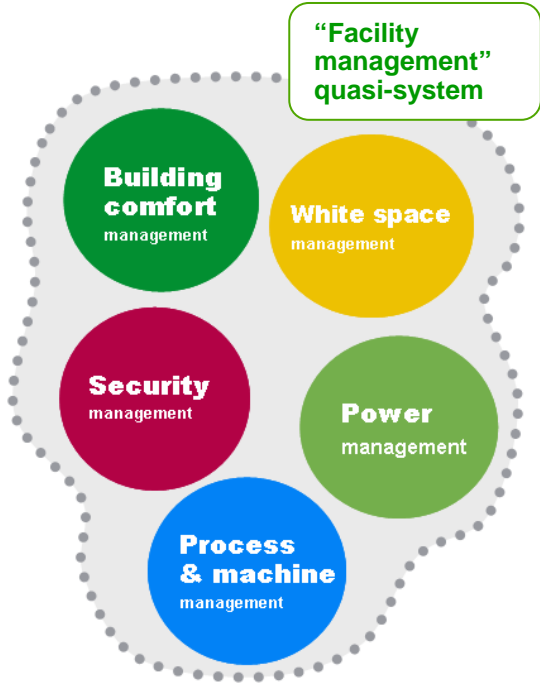 “Facility
management”
quasi-system
Building
comfort
management
White space
management
Security
management
Power
management
Process
& machine
management